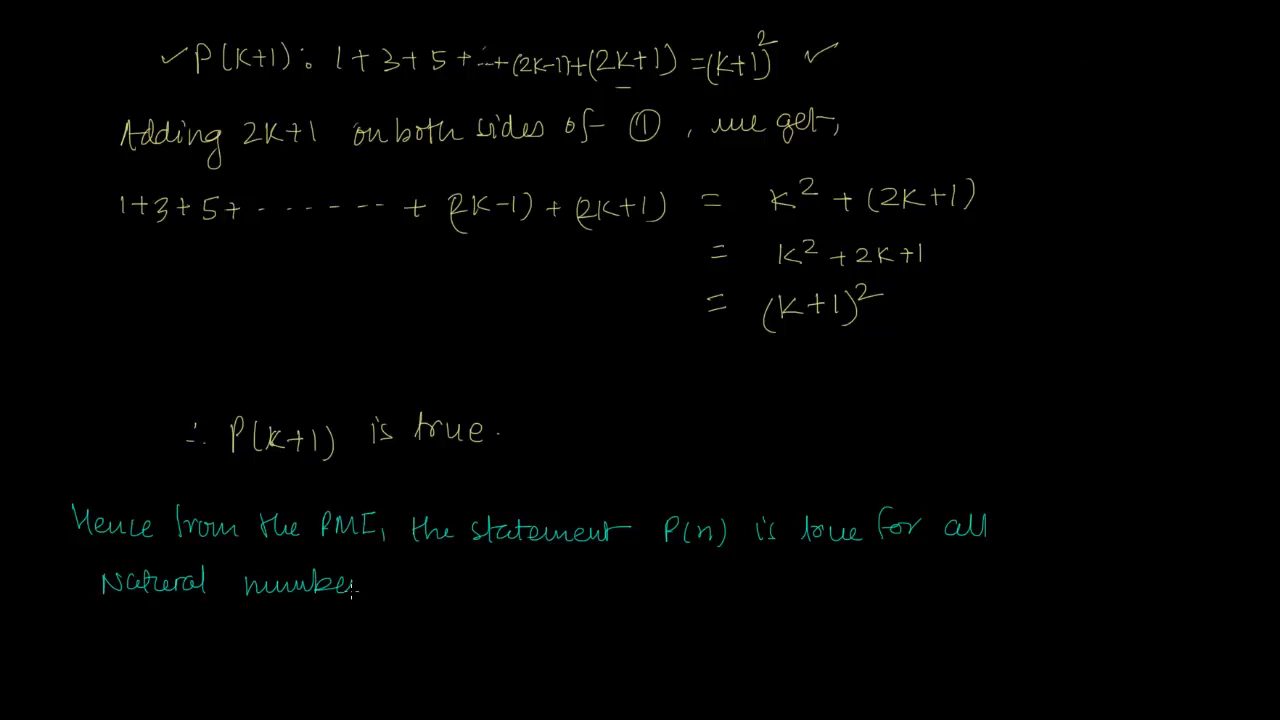 ✓ P(K+1): 1+3+5+...+(2K-1)+(2K+1) = (K+1)² ✓
Adding 2K+1 on both sides of ①, we get,
1+3+5+.......+ (2K-1) + (2K+1) = K² + (2K+1)
= K² + 2K+1
= (K+1)²
∴ P(K+1) is true.
Hence from the PMI, the statement P(n) is true for all
Natural number